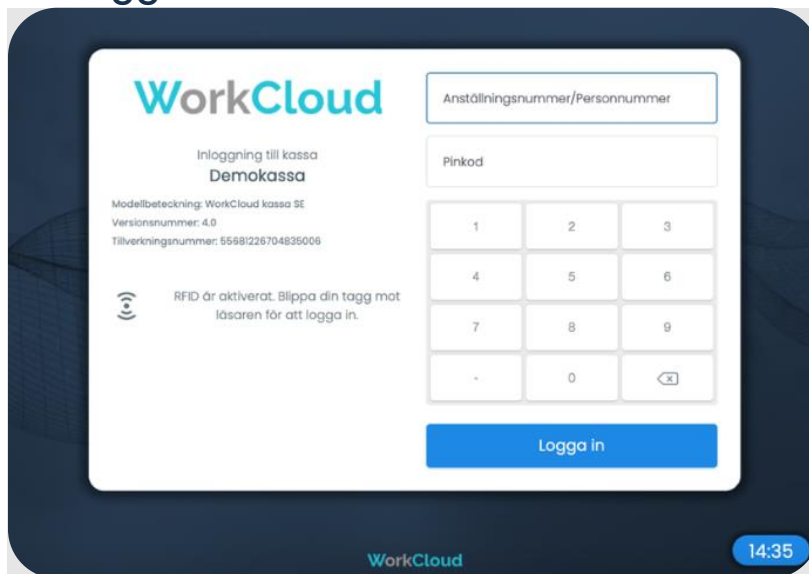 WorkCloud
Inloggning till kassa
Demokassa
Modellbeteckning: WorkCloud kassa SE
Versionsnummer: 4.0
Tillverkningsnummer: 55681226704835006
RFID är aktiverat. Blippa din tagg mot
läsaren för att logga in.
Anställningsnummer/Personnummer
Pinkod
1 2 3
4 5 6
7 8 9
- 0
Logga in
WorkCloud
14:35